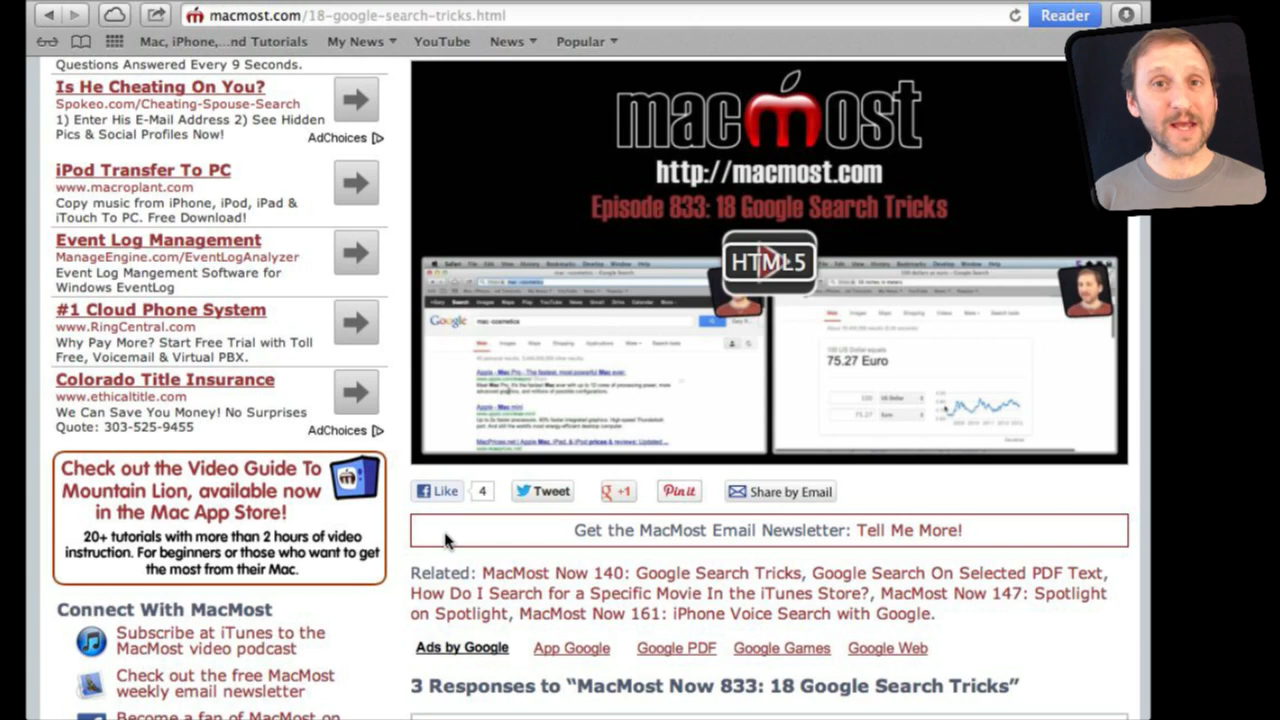 macmost.com/18-google-search-tricks.html
Reader
Mac, iPhone,...nd Tutorials
My News
YouTube
News
Popular
Questions Answered Every 9 Seconds.
Is He Cheating On You?
Spokeo.com/Cheating-Spouse-Search
1) Enter His E-Mail Address 2) See Hidden
Pics & Social Profiles Now!
AdChoices
iPod Transfer To PC
www.macroplant.com
Copy music from iPhone, iPod, iPad &
iTouch To PC. Free Download!
Event Log Management
ManageEngine.com/EventLogAnalyzer
Event Log Mangement Software for
Windows EventLog
#1 Cloud Phone System
www.RingCentral.com
Why Pay More? Start Free Trial with Toll
Free, Voicemail & Virtual PBX.
Colorado Title Insurance
www.ethicaltitle.com
We Can Save You Money! No Surprises
Quote: 303-525-9455
AdChoices
Check out the Video Guide To
Mountain Lion, available now
in the Mac App Store!
20+ tutorials with more than 2 hours of video
instruction. For beginners or those who want to get
the most from their Mac.
Connect With MacMost
Subscribe at iTunes to the
MacMost video podcast
Check out the free MacMost
weekly email newsletter
Become a fan of MacMost on
macmost
http://macmost.com
Episode 833: 18 Google Search Tricks
HTML5
Google
mac -cosmetics
75.27 Euro
Like
4
Tweet
g +1
Pin it
Share by Email
Get the MacMost Email Newsletter: Tell Me More!
Related: MacMost Now 140: Google Search Tricks, Google Search On Selected PDF Text,
How Do I Search for a Specific Movie In the iTunes Store?, MacMost Now 147: Spotlight
on Spotlight, MacMost Now 161: iPhone Voice Search with Google.
Ads by Google
App Google
Google PDF
Google Games
Google Web
3 Responses to “MacMost Now 833: 18 Google Search Tricks”